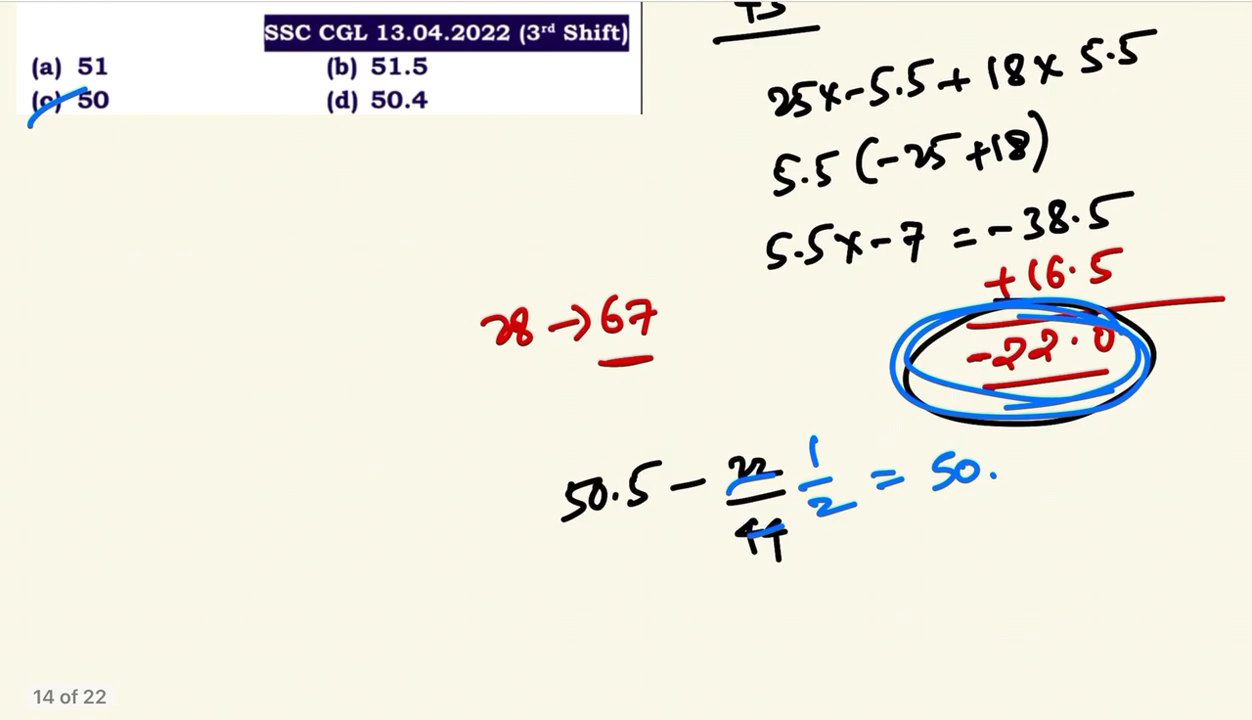 SSC CGL 13.04.2022 (3rd Shift)
(a) 51 (b) 51.5
(c) 50 (d) 50.4
25x-5.5+18x5.5
5.5(-25+18)
5.5x-7 = -38.5
+16.5
-22.0
28→67
50.5 - 22/44 1/2 = 50.
14 of 22